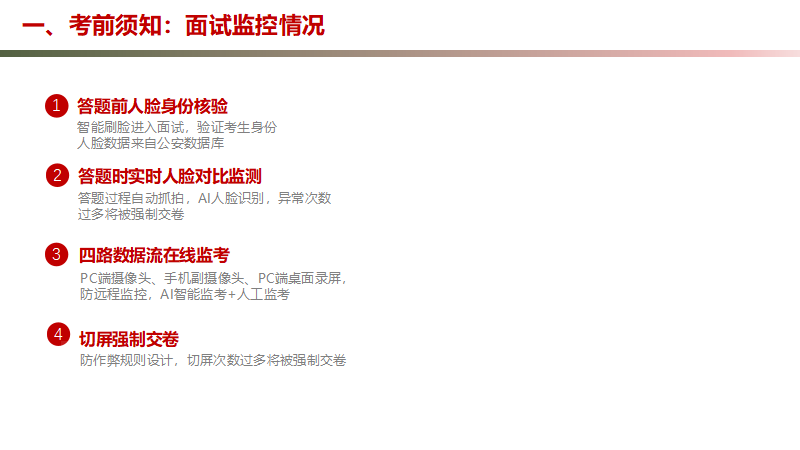 一、考前须知：面试监控情况
1 答题前人脸身份核验
智能刷脸进入面试，验证考生身份
人脸数据来自公安数据库
2 答题时实时人脸对比监测
答题过程自动抓拍，AI人脸识别，异常次数
过多将被强制交卷
3 四路数据流在线监考
PC端摄像头、手机副摄像头、PC端桌面录屏，
防远程监控，AI智能监考+人工监考
4 切屏强制交卷
防作弊规则设计，切屏次数过多将被强制交卷